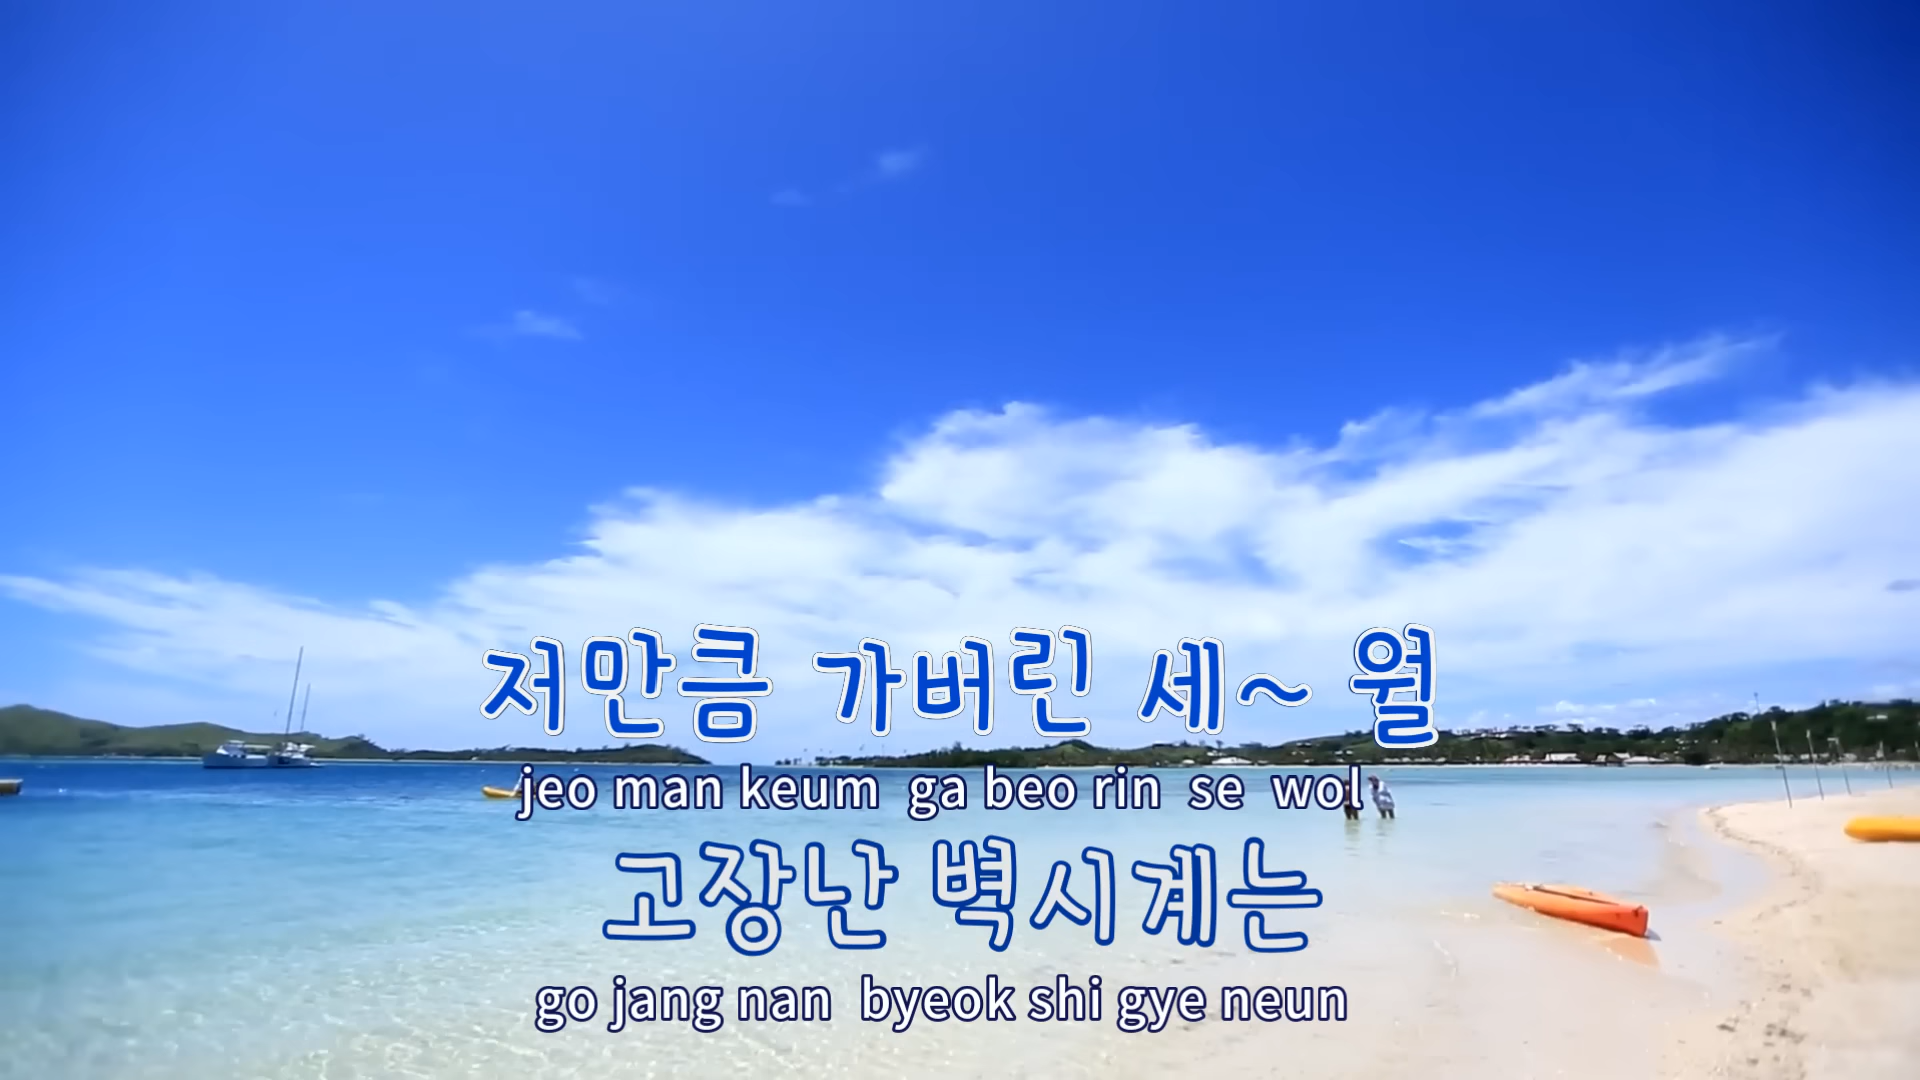 저만큼 가버린 세~ 월
jeo man keum ga beo rin se wol
고장난 벽시계는
go jang nan byeok shi gye neun